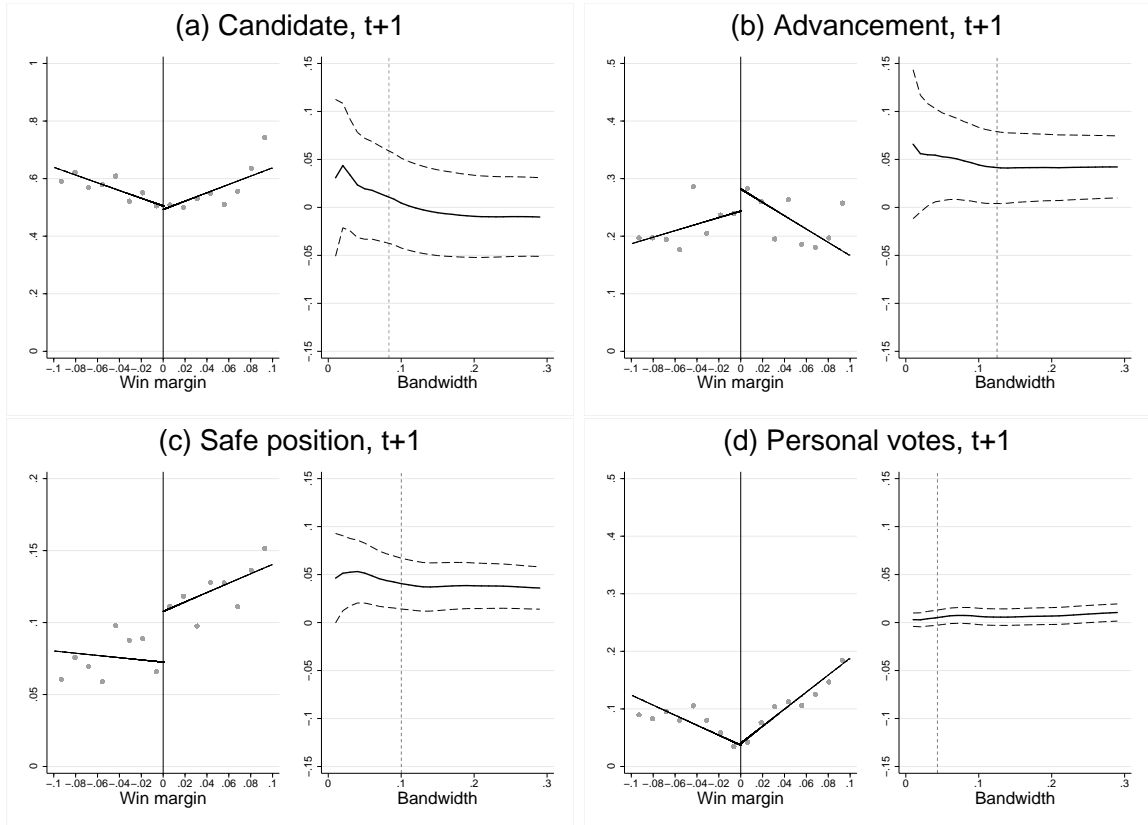 (a) Candidate, t+1
1
.8
.6
.4
.2
0
-.1 -.08 -.06 -.04 -.02 0 .02 .04 .06 .08 .1
Win margin
.15
.1
.05
0
-.05
-.1
-.15
0 .1 .2 .3
Bandwidth
(b) Advancement, t+1
.5
.4
.3
.2
.1
0
-.1 -.08 -.06 -.04 -.02 0 .02 .04 .06 .08 .1
Win margin
.15
.1
.05
0
-.05
-.1
-.15
0 .1 .2 .3
Bandwidth
(c) Safe position, t+1
.2
.15
.1
.05
0
-.1 -.08 -.06 -.04 -.02 0 .02 .04 .06 .08 .1
Win margin
.15
.1
.05
0
-.05
-.1
-.15
0 .1 .2 .3
Bandwidth
(d) Personal votes, t+1
.5
.4
.3
.2
.1
0
-.1 -.08 -.06 -.04 -.02 0 .02 .04 .06 .08 .1
Win margin
.15
.1
.05
0
-.05
-.1
-.15
0 .1 .2 .3
Bandwidth